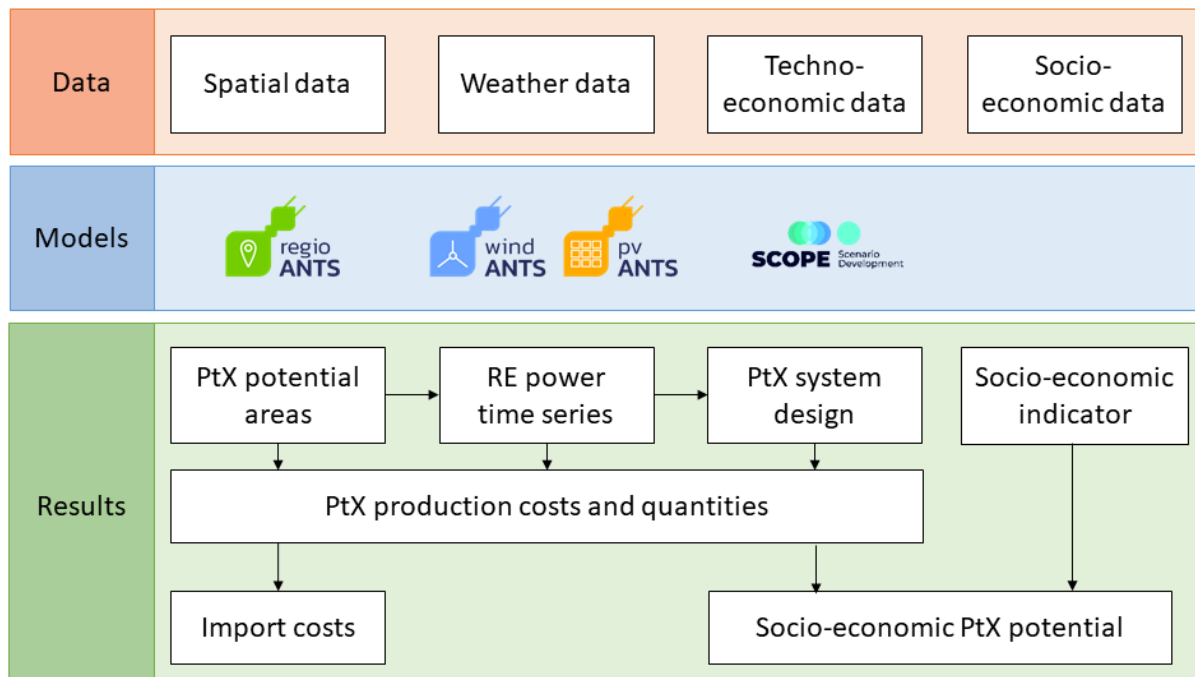 Data
Spatial data
Weather data
Techno-
economic data
Socio-
economic data
Models
regio
ANTS
wind
ANTS
pv
ANTS
SCOPE
Scenario
Development
Results
PtX potential
areas
RE power
time series
PtX system
design
Socio-economic
indicator
PtX production costs and quantities
Import costs
Socio-economic PtX potential